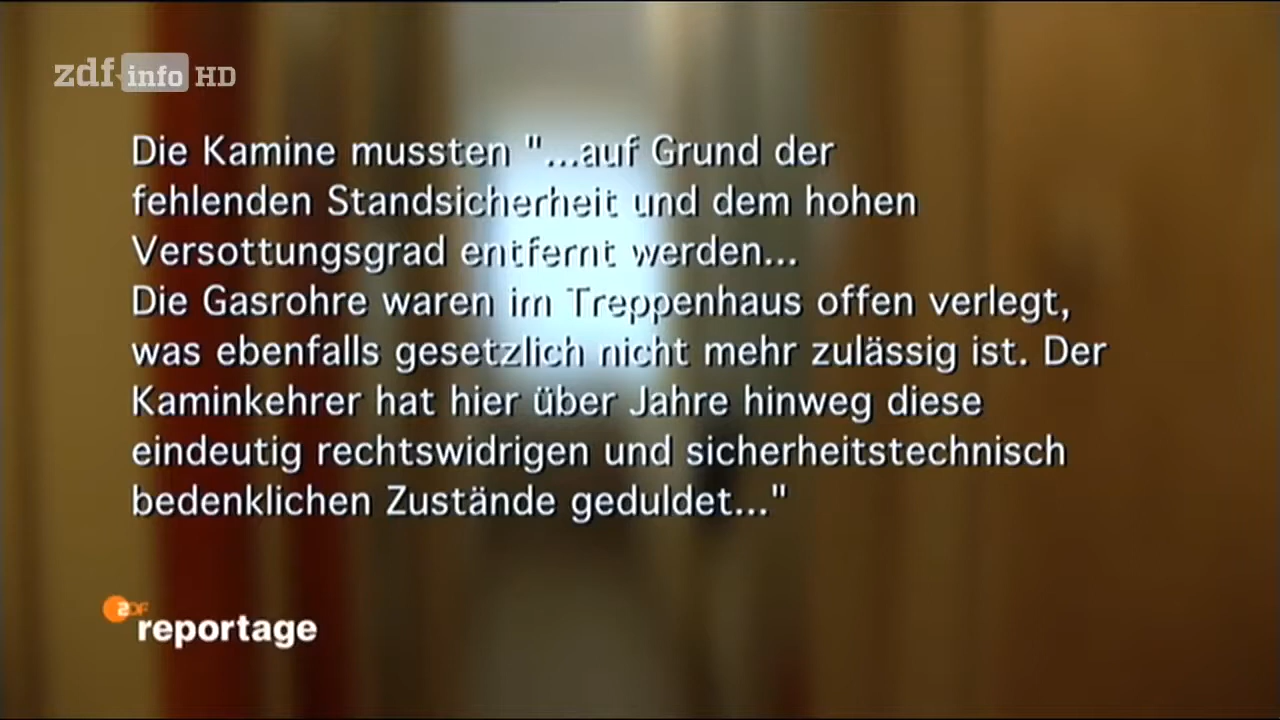 zdf info HD
Die Kamine mussten "...auf Grund der
fehlenden Standsicherheit und dem hohen
Versottungsgrad entfernt werden...
Die Gasrohre waren im Treppenhaus offen verlegt,
was ebenfalls gesetzlich nicht mehr zulässig ist. Der
Kaminkehrer hat hier über Jahre hinweg diese
eindeutig rechtswidrigen und sicherheitstechnisch
bedenklichen Zustände geduldet..."
ZDF
reportage